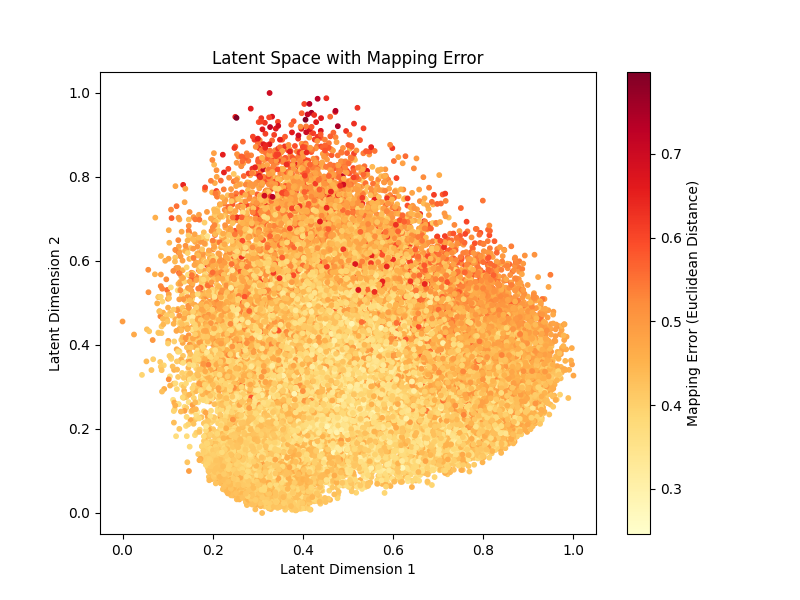 Latent Space with Mapping Error
1.0
0.8
0.6
0.4
0.2
0.0
Latent Dimension 2
0.0 0.2 0.4 0.6 0.8 1.0
Latent Dimension 1
0.7
0.6
0.5
0.4
0.3
Mapping Error (Euclidean Distance)